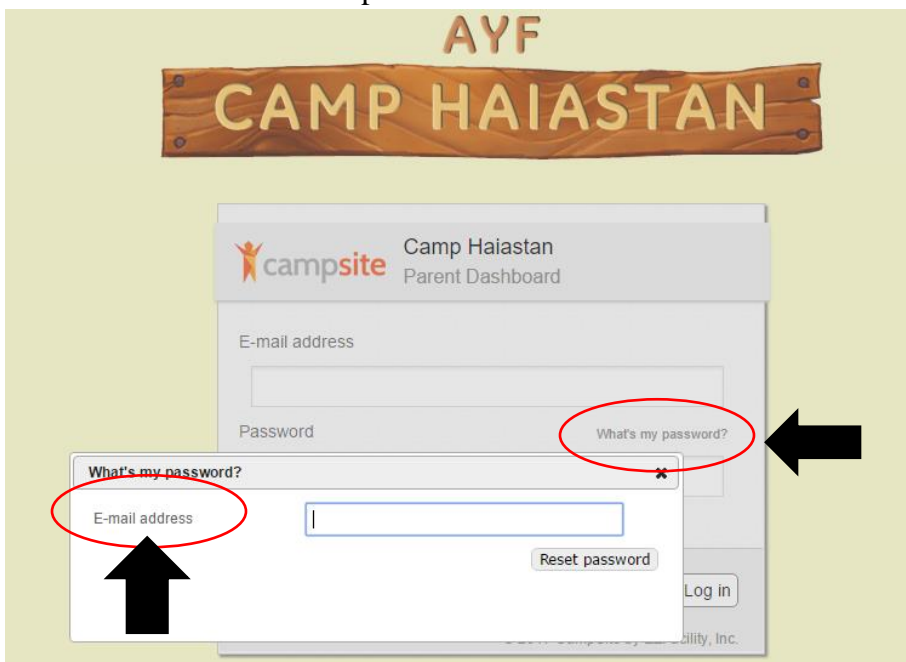 AYF
CAMP HAIASTAN
campsite
Camp Haiastan
Parent Dashboard
E-mail address
Password
What's my password?
What's my password?
E-mail address
Reset password
Log in
Inc.